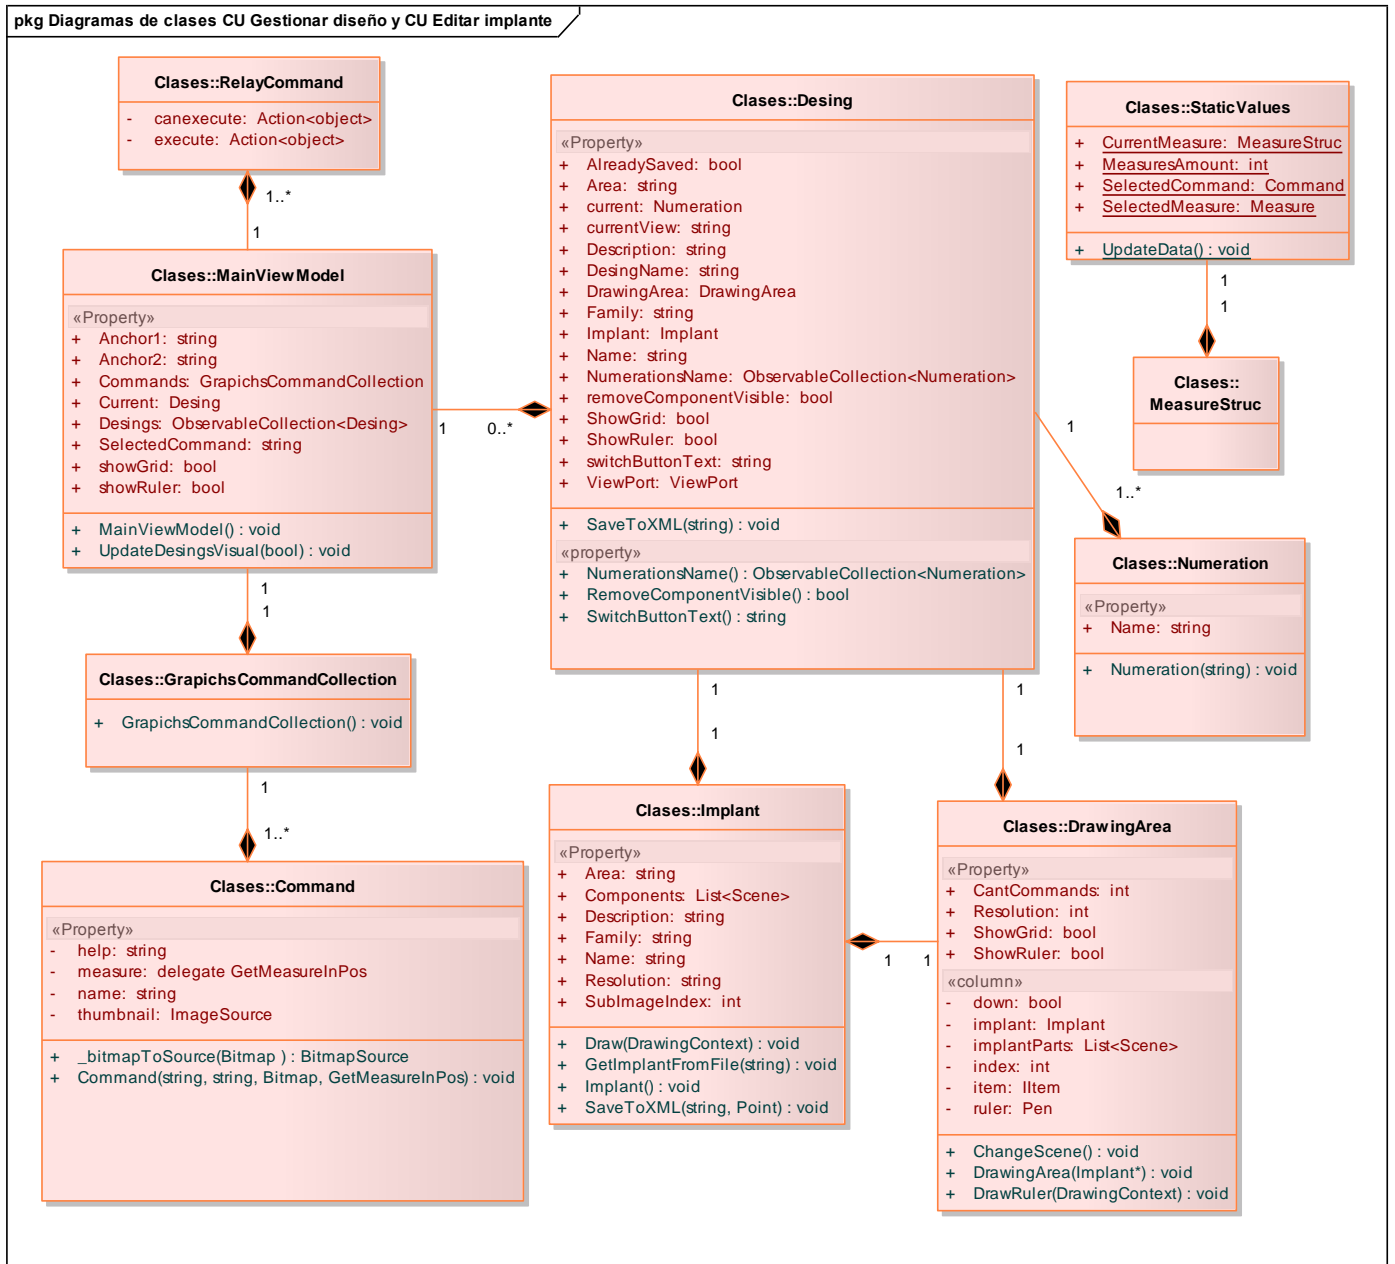 pkg Diagramas de clases CU Gestionar diseño y CU Editar implante
Clases::RelayCommand
- canexecute: Action<object>
- execute: Action<object>
1..*
1
Clases::MainViewModel
«Property»
+ Anchor1: string
+ Anchor2: string
+ Commands: GrapichsCommandCollection
+ Current: Desing
+ Desings: ObservableCollection<Desing>
+ SelectedCommand: string
+ showGrid: bool
+ showRuler: bool
+ MainViewModel() : void
+ UpdateDesingsVisual(bool) : void
1
0..*
1
1
Clases::GrapichsCommandCollection
+ GrapichsCommandCollection() : void
1
1..*
Clases::Command
«Property»
- help: string
- measure: delegate GetMeasureInPos
- name: string
- thumbnail: ImageSource
+ _bitmapToSource(Bitmap ) : BitmapSource
+ Command(string, string, Bitmap, GetMeasureInPos) : void
Clases::Desing
«Property»
+ AlreadySaved: bool
+ Area: string
+ current: Numeration
+ currentView: string
+ Description: string
+ DesingName: string
+ DrawingArea: DrawingArea
+ Family: string
+ Implant: Implant
+ Name: string
+ NumerationsName: ObservableCollection<Numeration>
+ removeComponentVisible: bool
+ ShowGrid: bool
+ ShowRuler: bool
+ switchButtonText: string
+ ViewPort: ViewPort
+ SaveToXML(string) : void
«property»
+ NumerationsName() : ObservableCollection<Numeration>
+ RemoveComponentVisible() : bool
+ SwitchButtonText() : string
1
1
1
1
Clases::Implant
«Property»
+ Area: string
+ Components: List<Scene>
+ Description: string
+ Family: string
+ Name: string
+ Resolution: string
+ SubImageIndex: int
+ Draw(DrawingContext) : void
+ GetImplantFromFile(string) : void
+ Implant() : void
+ SaveToXML(string, Point) : void
1
1
Clases::DrawingArea
«Property»
+ CantCommands: int
+ Resolution: int
+ ShowGrid: bool
+ ShowRuler: bool
«column»
- down: bool
- implant: Implant
- implantParts: List<Scene>
- index: int
- item: IItem
- ruler: Pen
+ ChangeScene() : void
+ DrawingArea(Implant*) : void
+ DrawRuler(DrawingContext) : void
Clases::StaticValues
+ CurrentMeasure: MeasureStruc
+ MeasuresAmount: int
+ SelectedCommand: Command
+ SelectedMeasure: Measure
+ UpdateData() : void
1
1
Clases::
MeasureStruc
1
1..*
Clases::Numeration
«Property»
+ Name: string
+ Numeration(string) : void